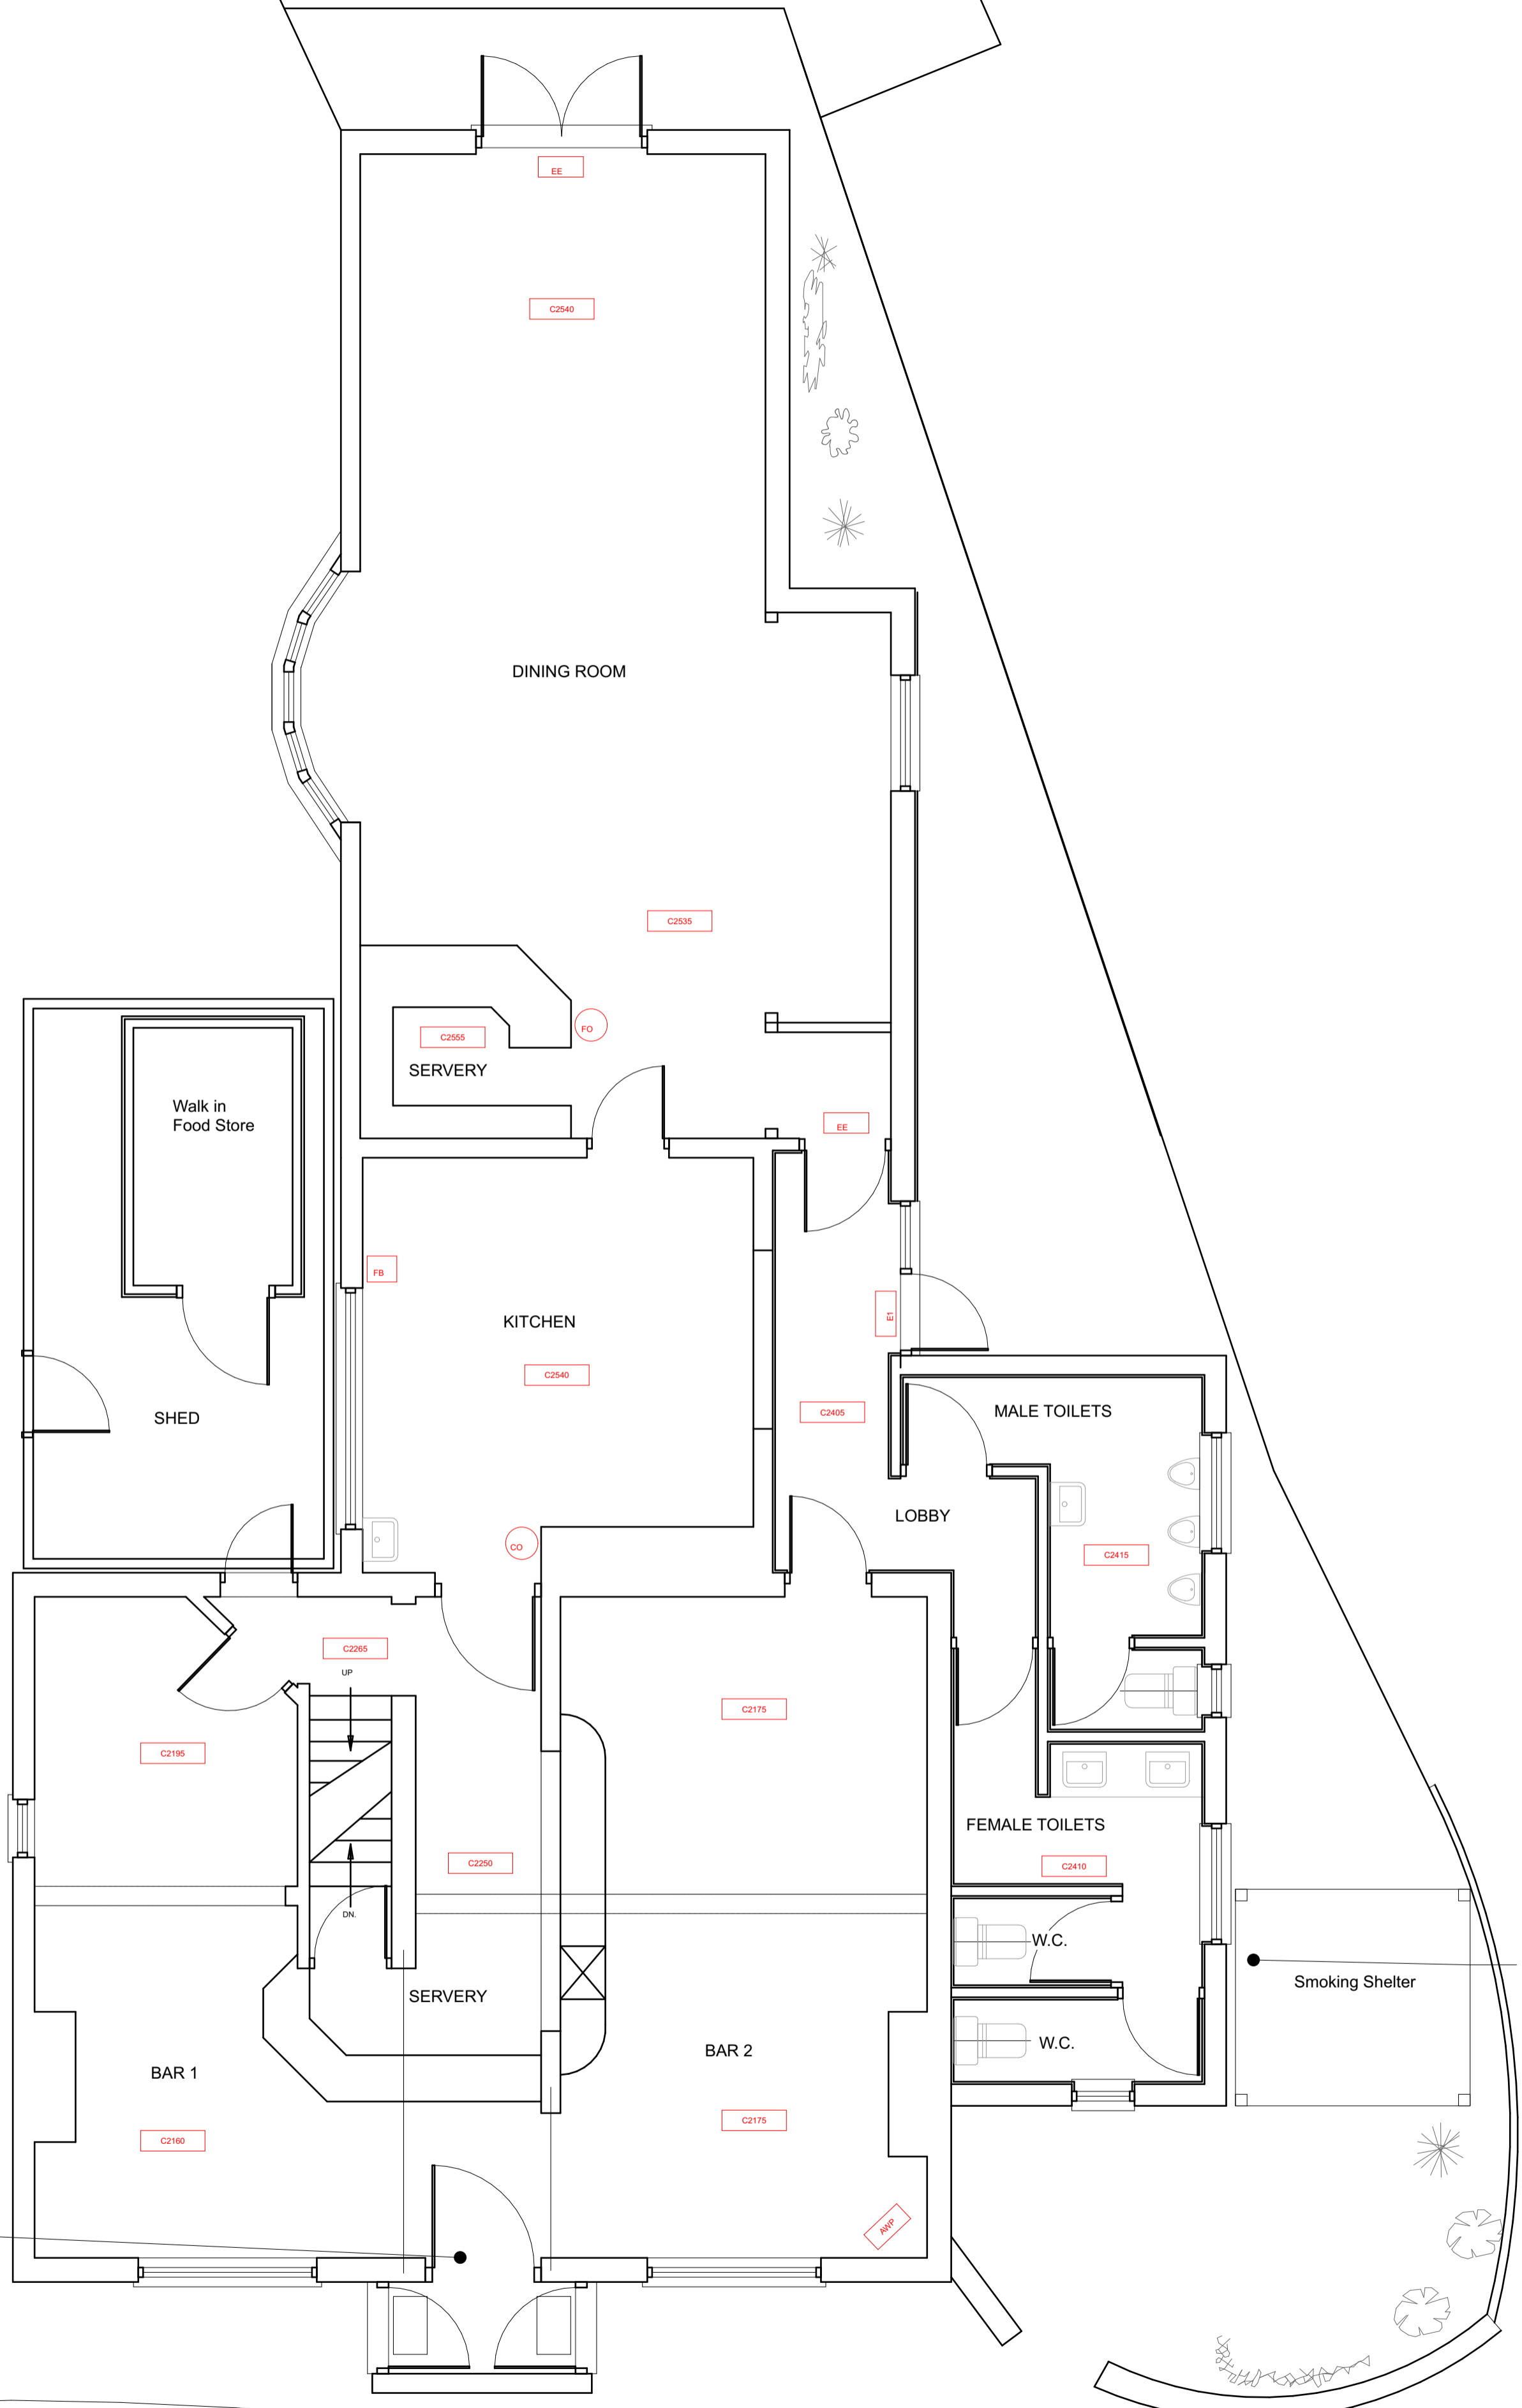 EE
C2540
DINING ROOM
C2535
FO
C2555
SERVERY
Walk in
Food Store
EE
FB
E1
KITCHEN
C2540
C2405
MALE TOILETS
SHED
LOBBY
CO
C2415
C2265
UP
C2175
C2195
FEMALE TOILETS
C2250
C2410
DN.
W.C.
Smoking Shelter
SERVERY
W.C.
BAR 2
BAR 1
C2175
C2160
AWP